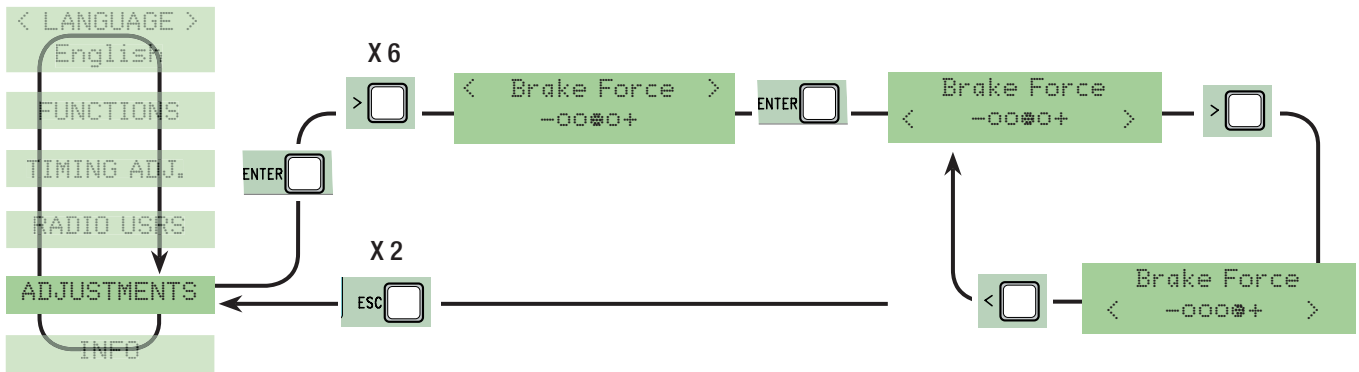 < LANGUAGE >
English
FUNCTIONS
TIMING ADJ.
RADIO USRS
ADJUSTMENTS
INFO
ENTER
X 6
>
< Brake Force >
-oo●o+
ENTER
Brake Force
< -oo●o+ >
>
Brake Force
< -ooo●+ >
<
X 2
ESC